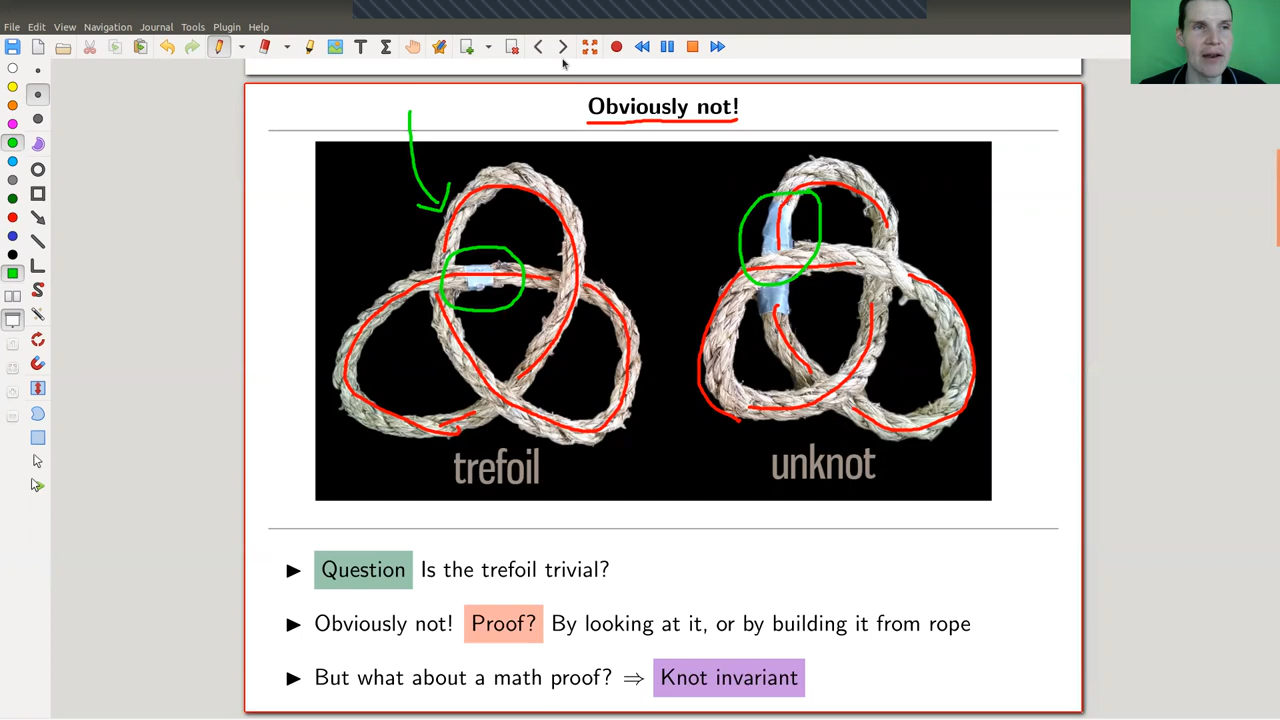 File Edit View Navigation Journal Tools Plugin Help
Obviously not!
trefoil
unknot
► Question Is the trefoil trivial?
► Obviously not! Proof? By looking at it, or by building it from rope
► But what about a math proof? ⇒ Knot invariant